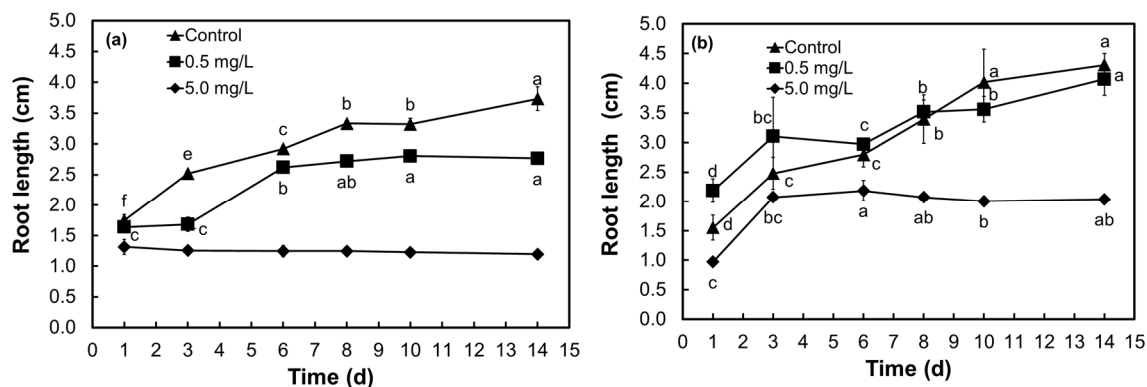 (a)
Control
0.5 mg/L
5.0 mg/L
Root length (cm)
5.0
4.5
4.0
3.5
3.0
2.5
2.0
1.5
1.0
0.5
0.0
f
e
c
b
b
a
c
c
b
ab
a
a
0 1 2 3 4 5 6 7 8 9 10 11 12 13 14 15
Time (d)
(b)
Control
0.5 mg/L
5.0 mg/L
Root length (cm)
5.0
4.5
4.0
3.5
3.0
2.5
2.0
1.5
1.0
0.5
0.0
d
bc
c
b
b
a
d
c
c
b
a
a
c
bc
a
ab
b
ab
0 1 2 3 4 5 6 7 8 9 10 11 12 13 14 15
Time (d)